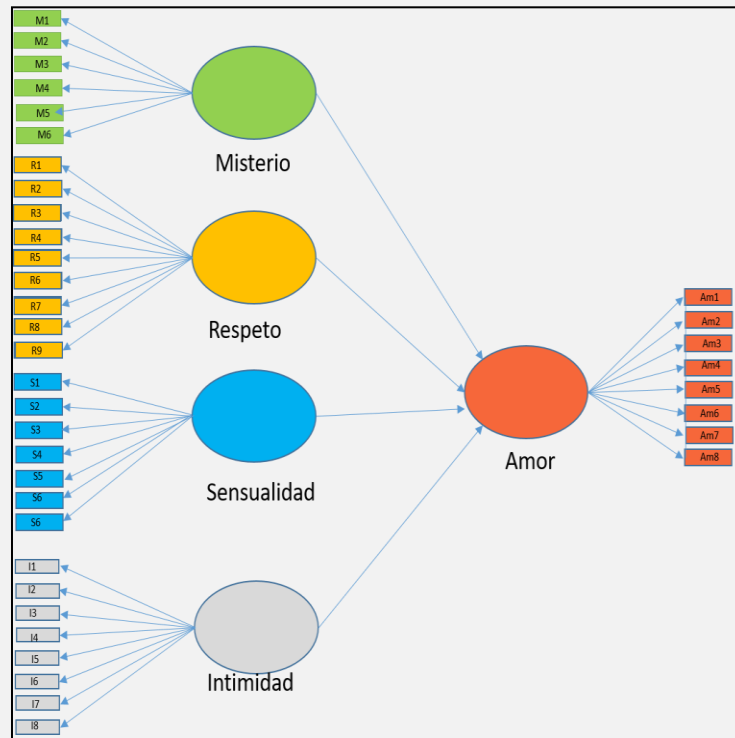 M1
M2
M3
M4
M5
M6
Misterio
R1
R2
R3
R4
R5
R6
R7
R8
R9
Respeto
S1
S2
S3
S4
S5
S6
S6
Sensualidad
I1
I2
I3
I4
I5
I6
I7
I8
Intimidad
Amor
Am1
Am2
Am3
Am4
Am5
Am6
Am7
Am8